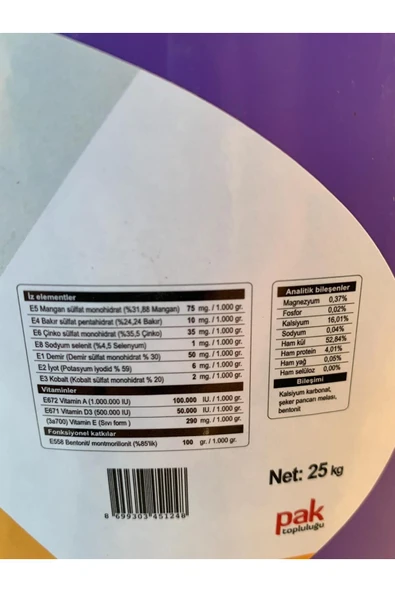 İz elementler
E5 Mangan sülfat monohidrat (%31,88 Mangan) 75 mg. / 1.000 gr.
E4 Bakır sülfat pentahidrat (%24,24 Bakır) 10 mg. / 1.000 gr.
E6 Çinko sülfat monohidrat (%35,5 Çinko) 35 mg. / 1.000 gr.
E8 Sodyum selenit (%4,5 Selenyum) 1 mg. / 1.000 gr.
E1 Demir (Demir sülfat monohidrat % 30) 50 mg. / 1.000 gr.
E2 İyot (Potasyum iyodid % 59) 6 mg. / 1.000 gr.
E3 Kobalt (Kobalt sülfat monohidrat % 20) 2 mg. / 1.000 gr.
Vitaminler
E672 Vitamin A (1.000.000 IU) 100.000 IU. / 1.000 gr.
E671 Vitamin D3 (500.000 IU) 50.000 IU. / 1.000 gr.
(3a700) Vitamin E (Sıvı form ) 290 mg. / 1.000 gr.
Fonksiyonel katkılar
E558 Bentonit/ montmorillonit (%85'lik) 100 gr. / 1.000 gr.
Analitik bileşenler
Magnezyum 0,37%
Fosfor 0,02%
Kalsiyum 16,01%
Sodyum 0,04%
Ham kül 52,84%
Ham protein 4,01%
Ham yağ 0,05%
Ham selüloz 0,00%
Bileşimi
Kalsiyum karbonat,
şeker pancarı melası,
bentonit
8 699303 451248
Net: 25 kg
pak
topluluğu